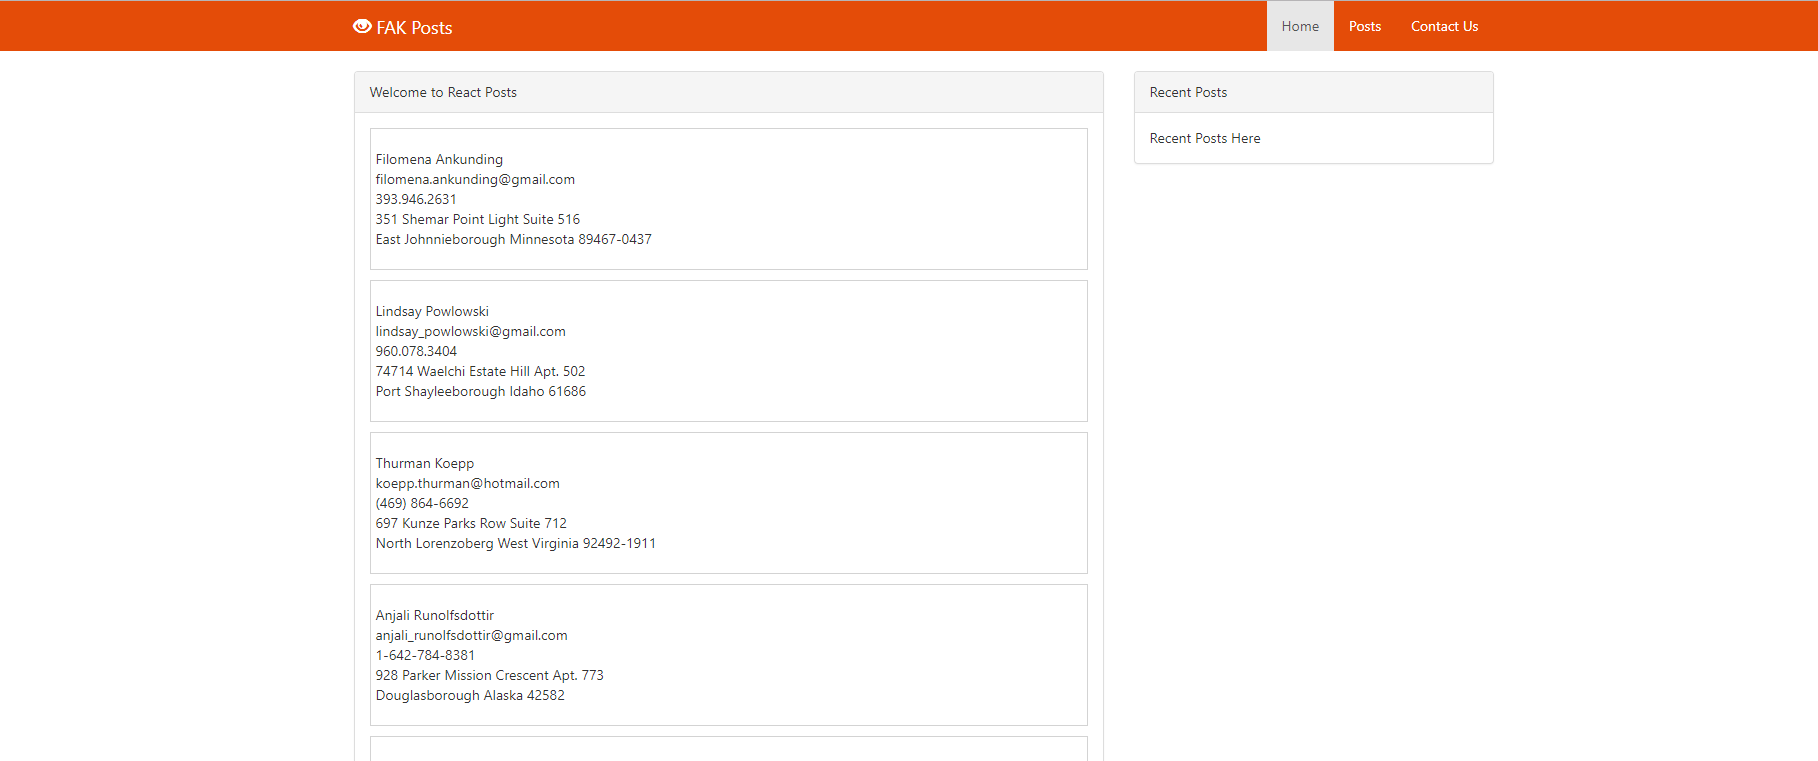 FAK Posts
Home
Posts
Contact Us
Welcome to React Posts
Filomena Ankunding
filomena.ankunding@gmail.com
393.946.2631
351 Shemar Point Light Suite 516
East Johnnieborough Minnesota 89467-0437
Lindsay Powlowski
lindsay_powlowski@gmail.com
960.078.3404
74714 Waelchi Estate Hill Apt. 502
Port Shayleeborough Idaho 61686
Thurman Koepp
koepp.thurman@hotmail.com
(469) 864-6692
697 Kunze Parks Row Suite 712
North Lorenzoberg West Virginia 92492-1911
Anjali Runolfsdottir
anjali_runolfsdottir@gmail.com
1-642-784-8381
928 Parker Mission Crescent Apt. 773
Douglasborough Alaska 42582
Recent Posts
Recent Posts Here